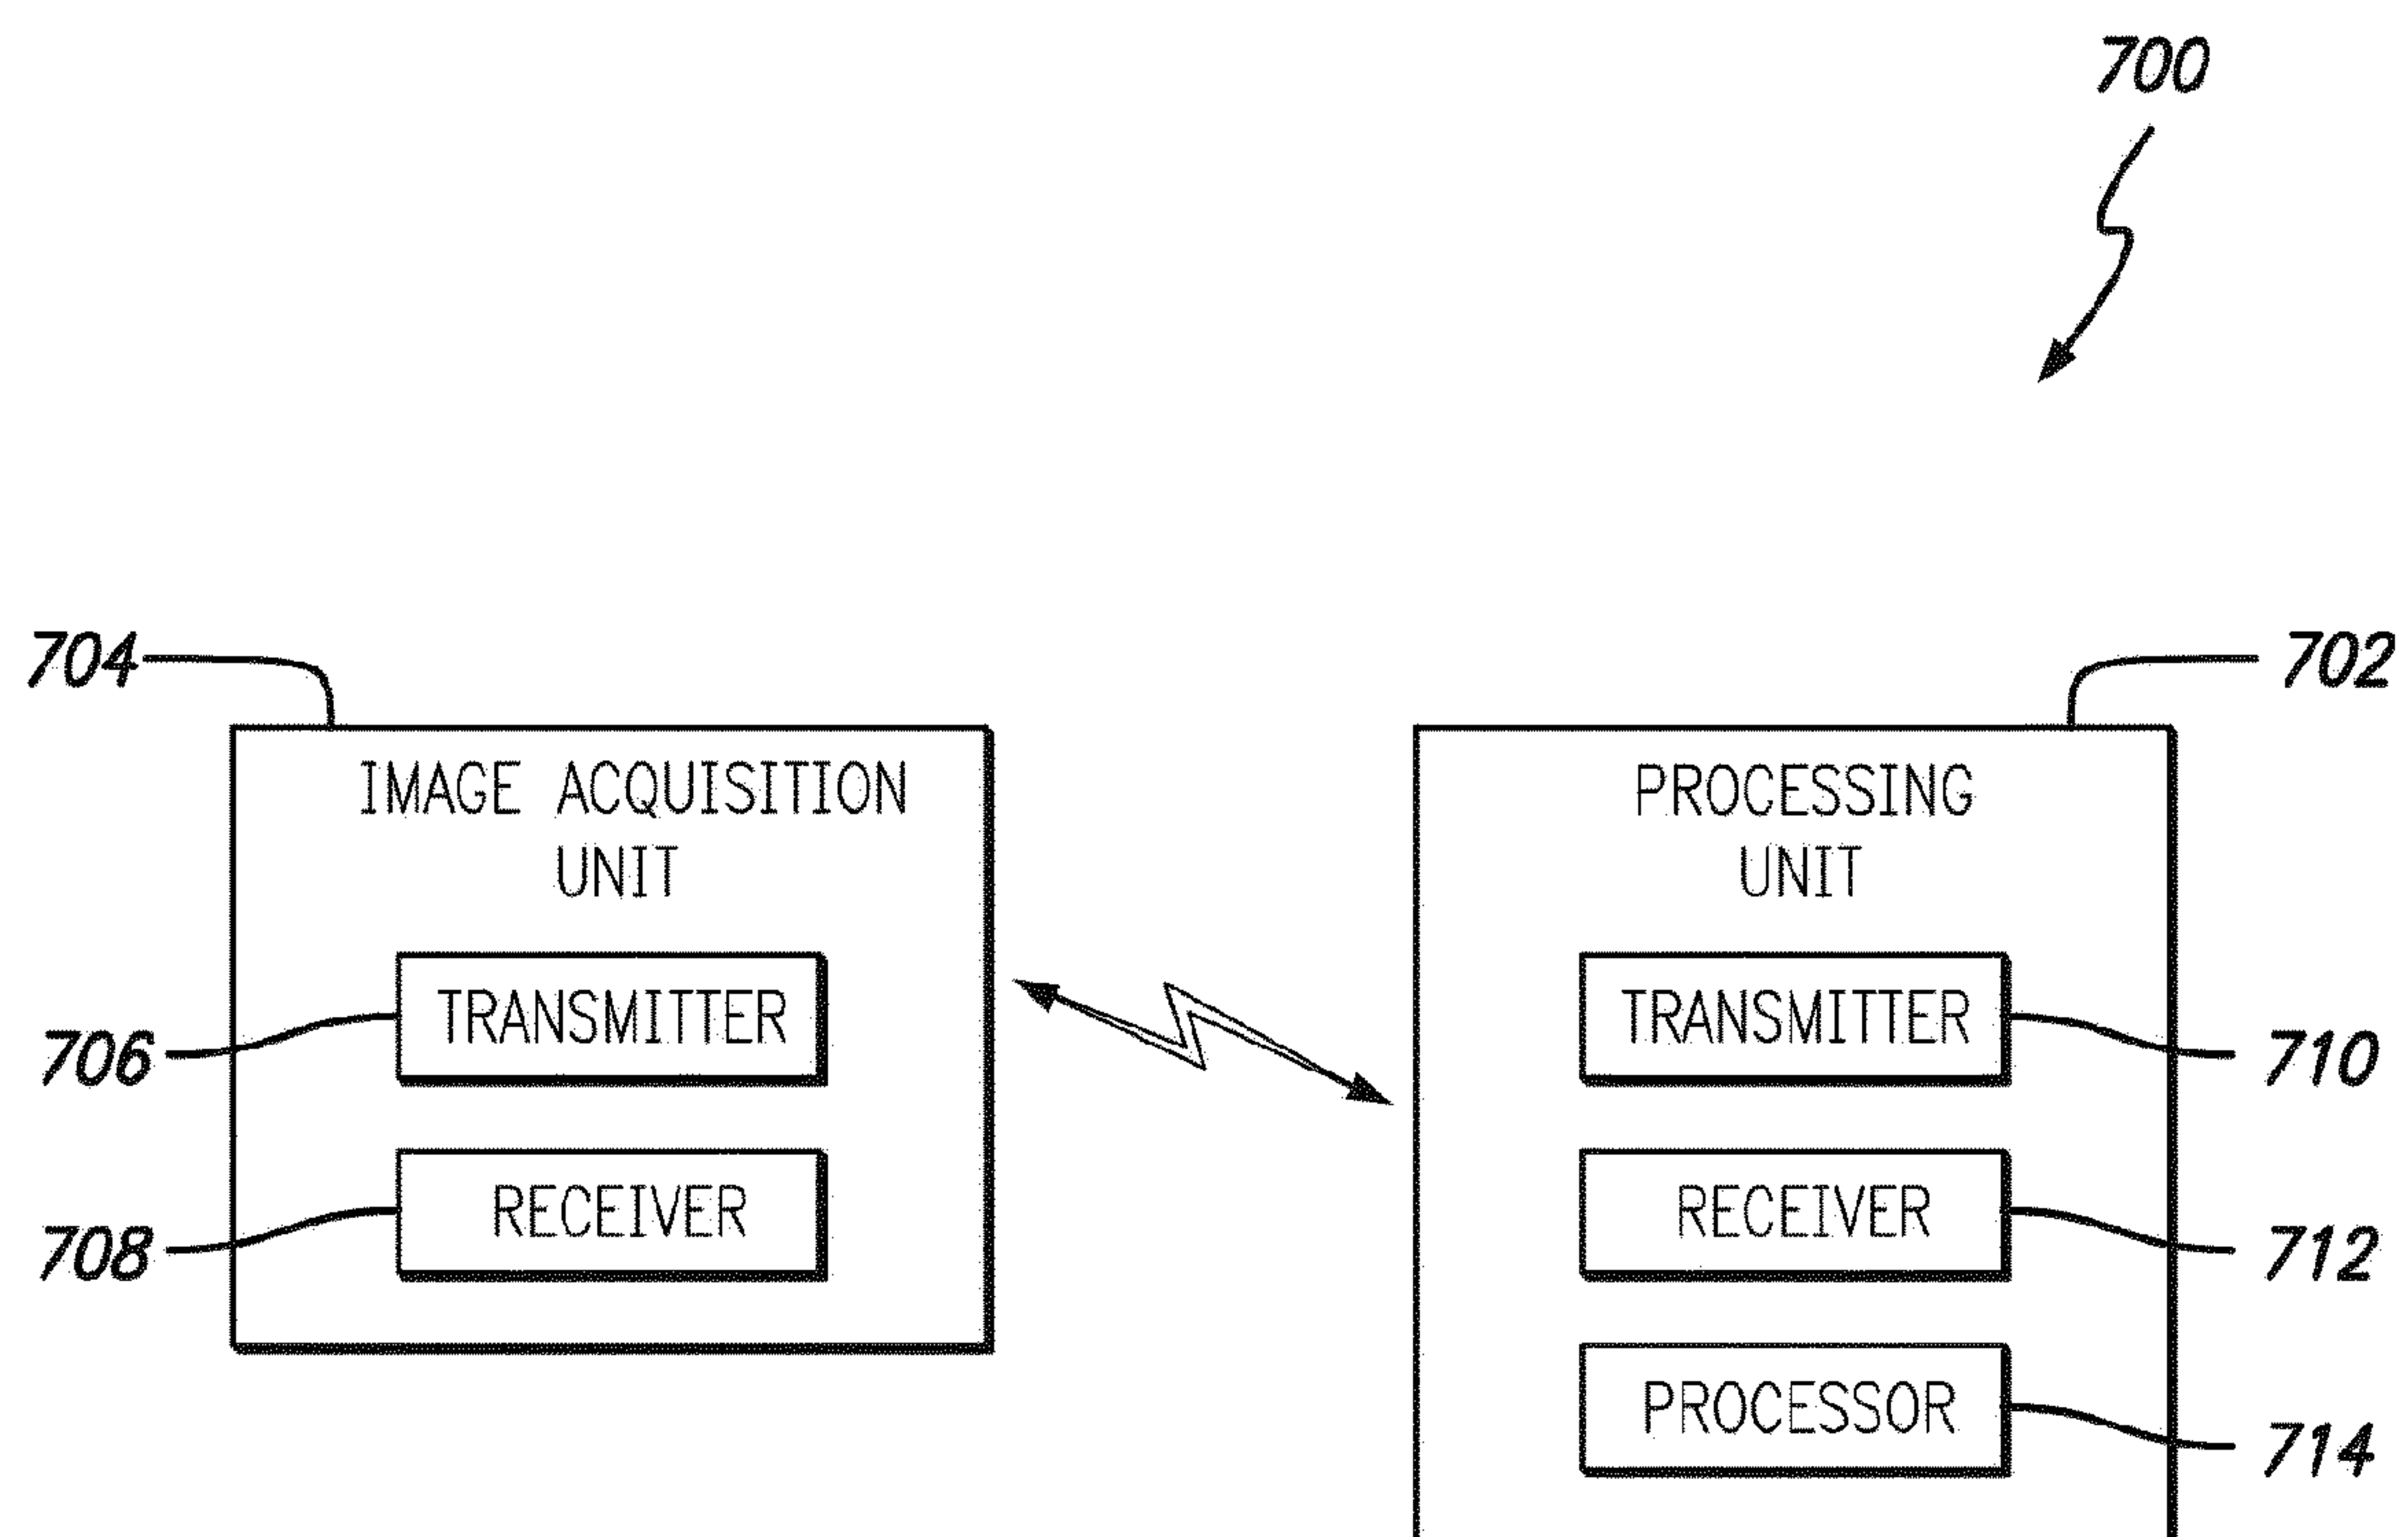 700
704
702
IMAGE ACQUISITION
UNIT
PROCESSING
UNIT
TRANSMITTER
TRANSMITTER
706
710
RECEIVER
RECEIVER
708
712
PROCESSOR
714